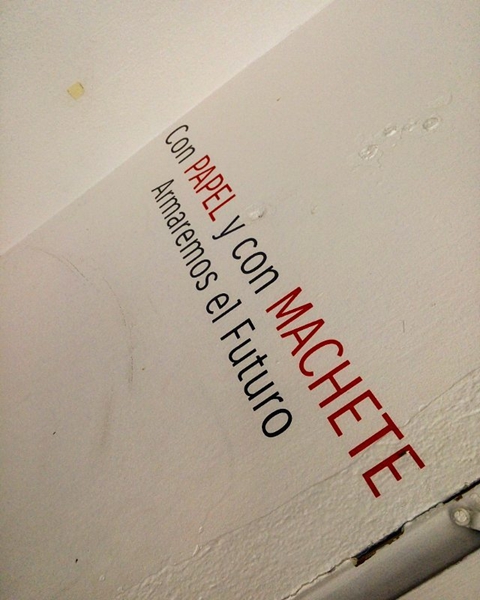 Con PAPEL y con MACHETE
Armaremos el Futuro